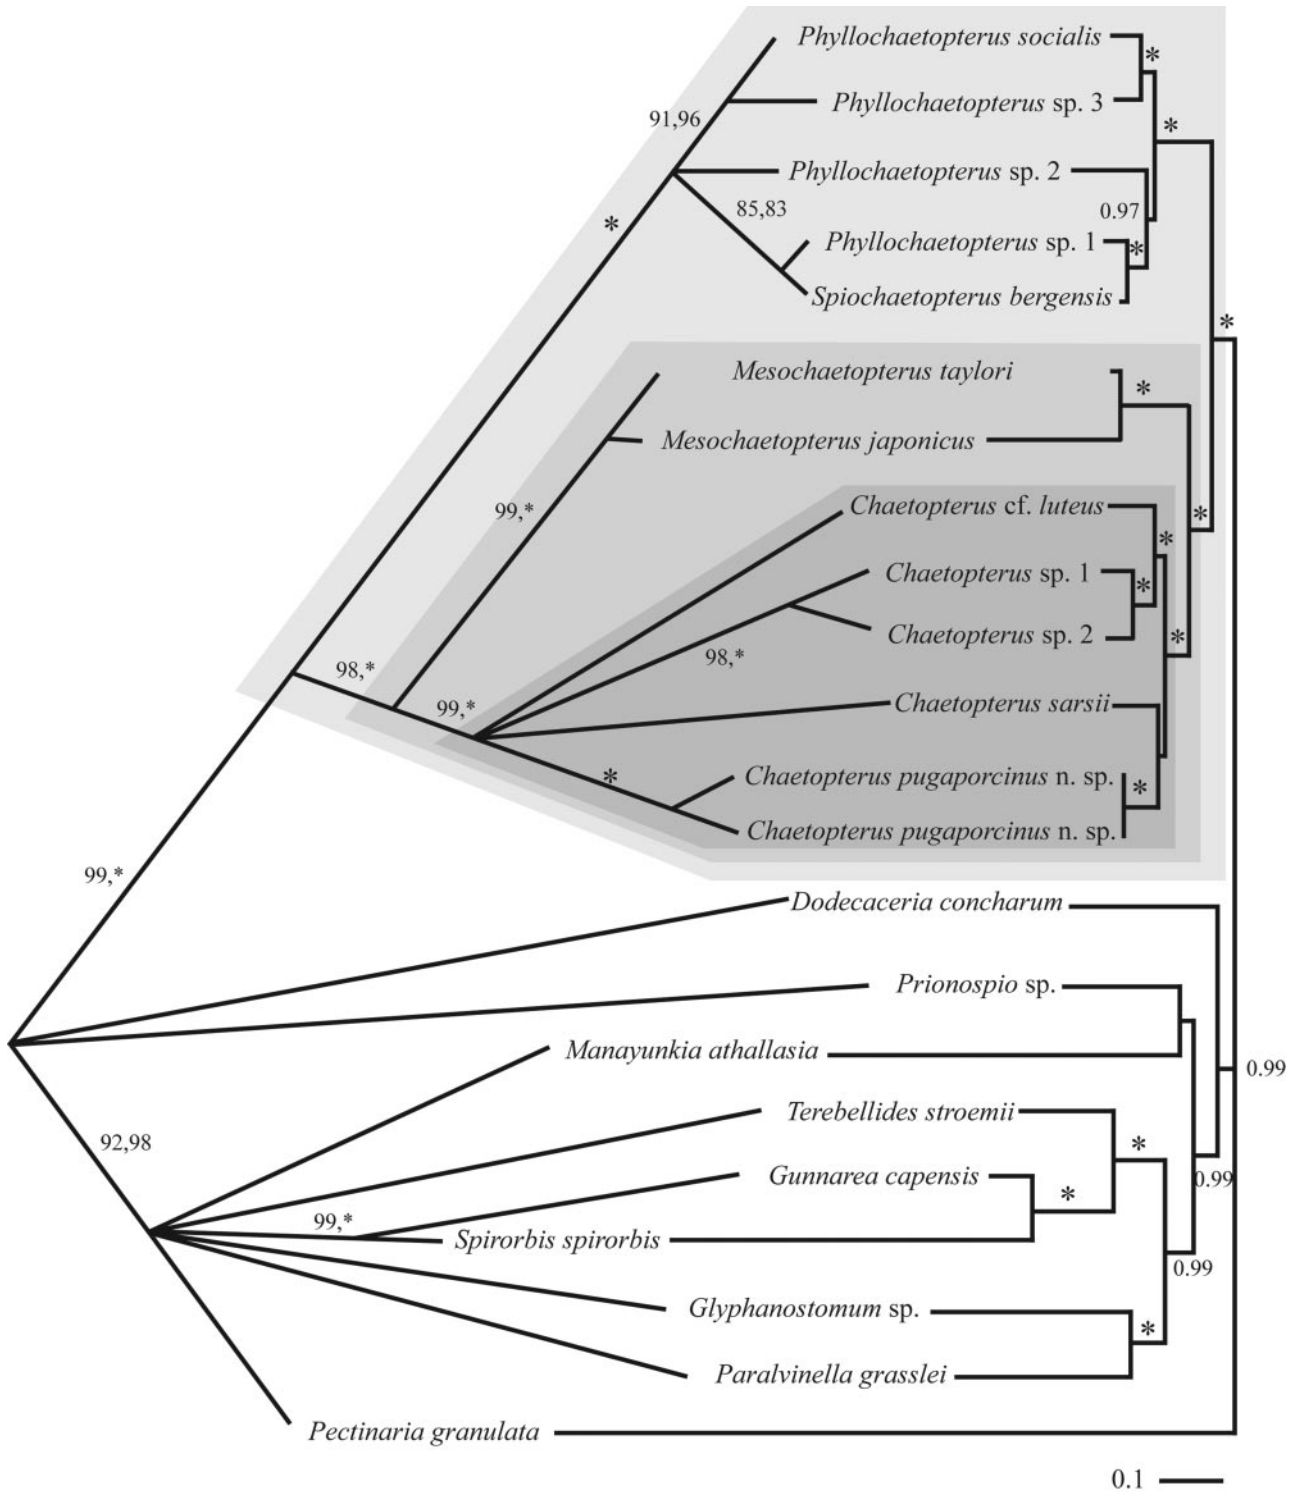 Phyllochaetopterus socialis
*
Phyllochaetopterus sp. 3
91,96
*
Phyllochaetopterus sp. 2
85,83
0.97
*
Phyllochaetopterus sp. 1
*
Spiochaetopterus bergensis
*
Mesochaetopterus taylori
*
Mesochaetopterus japonicus
99,*
Chaetopterus cf. luteus
*
*
Chaetopterus sp. 1
*
Chaetopterus sp. 2
*
98,*
98,*
99,*
Chaetopterus sarsii
*
Chaetopterus pugaporcinus n. sp.
*
Chaetopterus pugaporcinus n. sp.
99,*
Dodecaceria concharum
Prionospio sp.
Manayunkia athallasia
0.99
Terebellides stroemii
92,98
*
Gunnarea capensis
*
0.99
99,*
Spirorbis spirorbis
0.99
Glyphanostomum sp.
*
Paralvinella grasslei
Pectinaria granulata
0.1